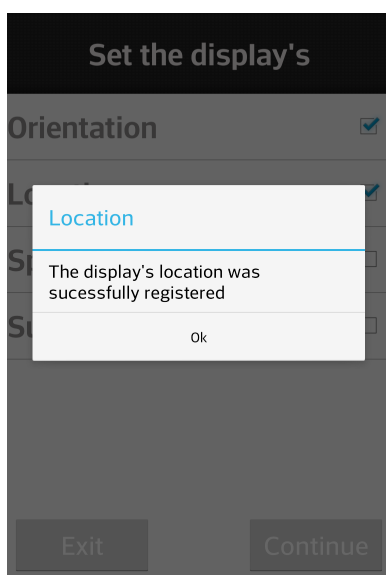 Set the display's
Orientation
Location
The display's location was
sucessfully registered
Ok
Exit
Continue